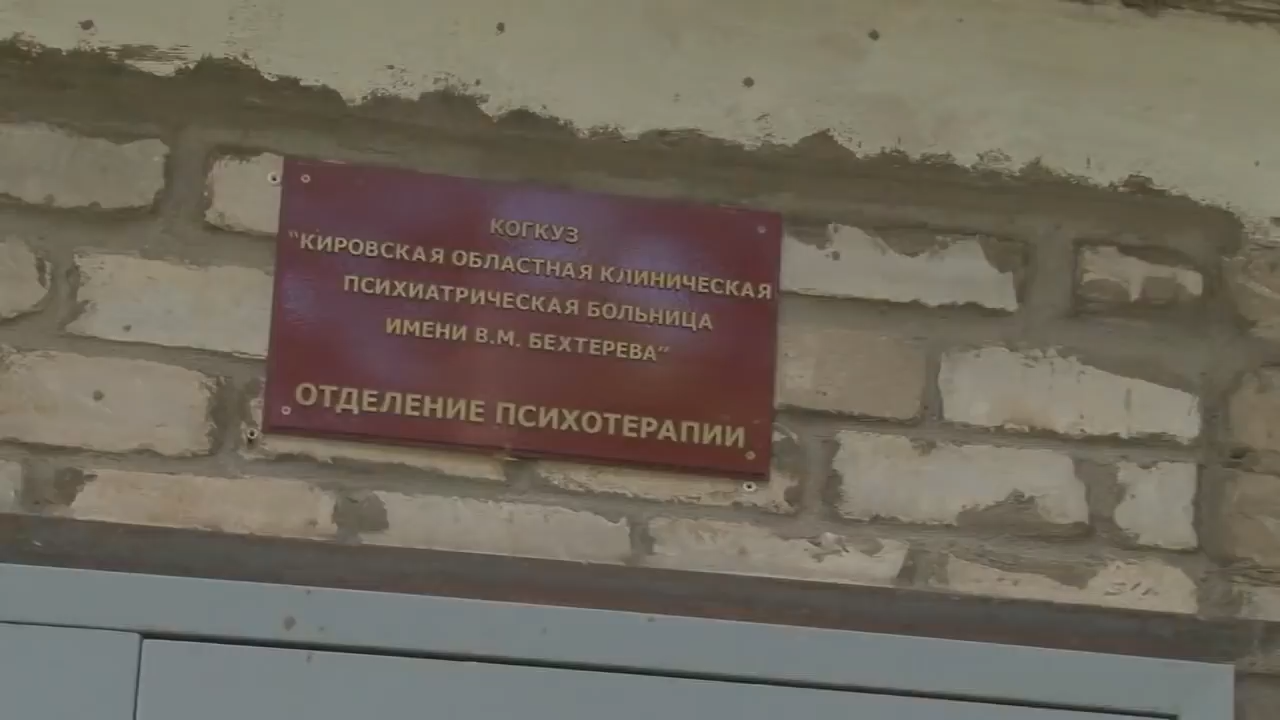 КОГКУЗ
"КИРОВСКАЯ ОБЛАСТНАЯ КЛИНИЧЕСКАЯ
ПСИХИАТРИЧЕСКАЯ БОЛЬНИЦА
ИМЕНИ В.М. БЕХТЕРЕВА"
ОТДЕЛЕНИЕ ПСИХОТЕРАПИИ